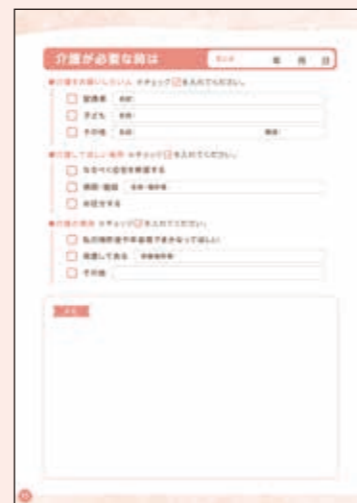 介護が必要な時は
年 月 日
●介護をお願いしたい人 ※チェック☑を入れてください。
□ 配偶者 名前:
□ 子ども 名前:
□ その他 名前:
●介護してほしい場所 ※チェック☑を入れてください。
□ なるべく自宅を希望する
□ 病院・施設
□ お任せする
●介護の費用 ※チェック☑を入れてください。
□ 私の預貯金や年金等でまかなってほしい
□ 用意してある
□ その他
メモ